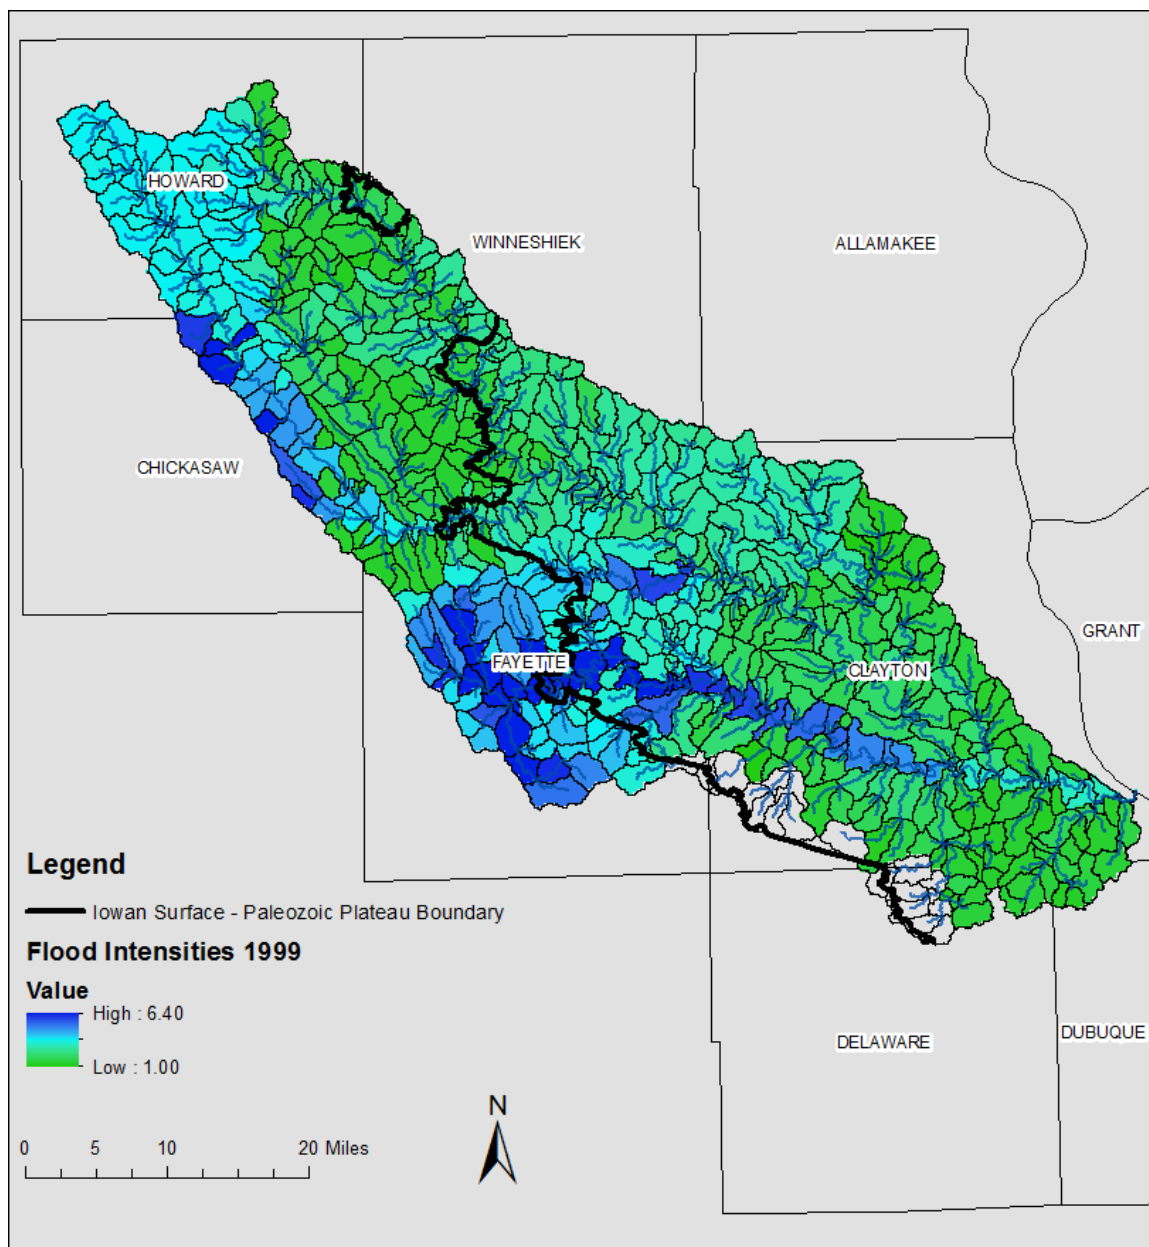 HOWARD
WINNESHIEK
ALLAMAKEE
CHICKASAW
GRANT
FAYETTE
CLAYTON
Legend
Iowan Surface - Paleozoic Plateau Boundary
Flood Intensities 1999
Value
High : 6.40
Low : 1.00
DELAWARE
DUBUQUE
N
0 5 10 20 Miles